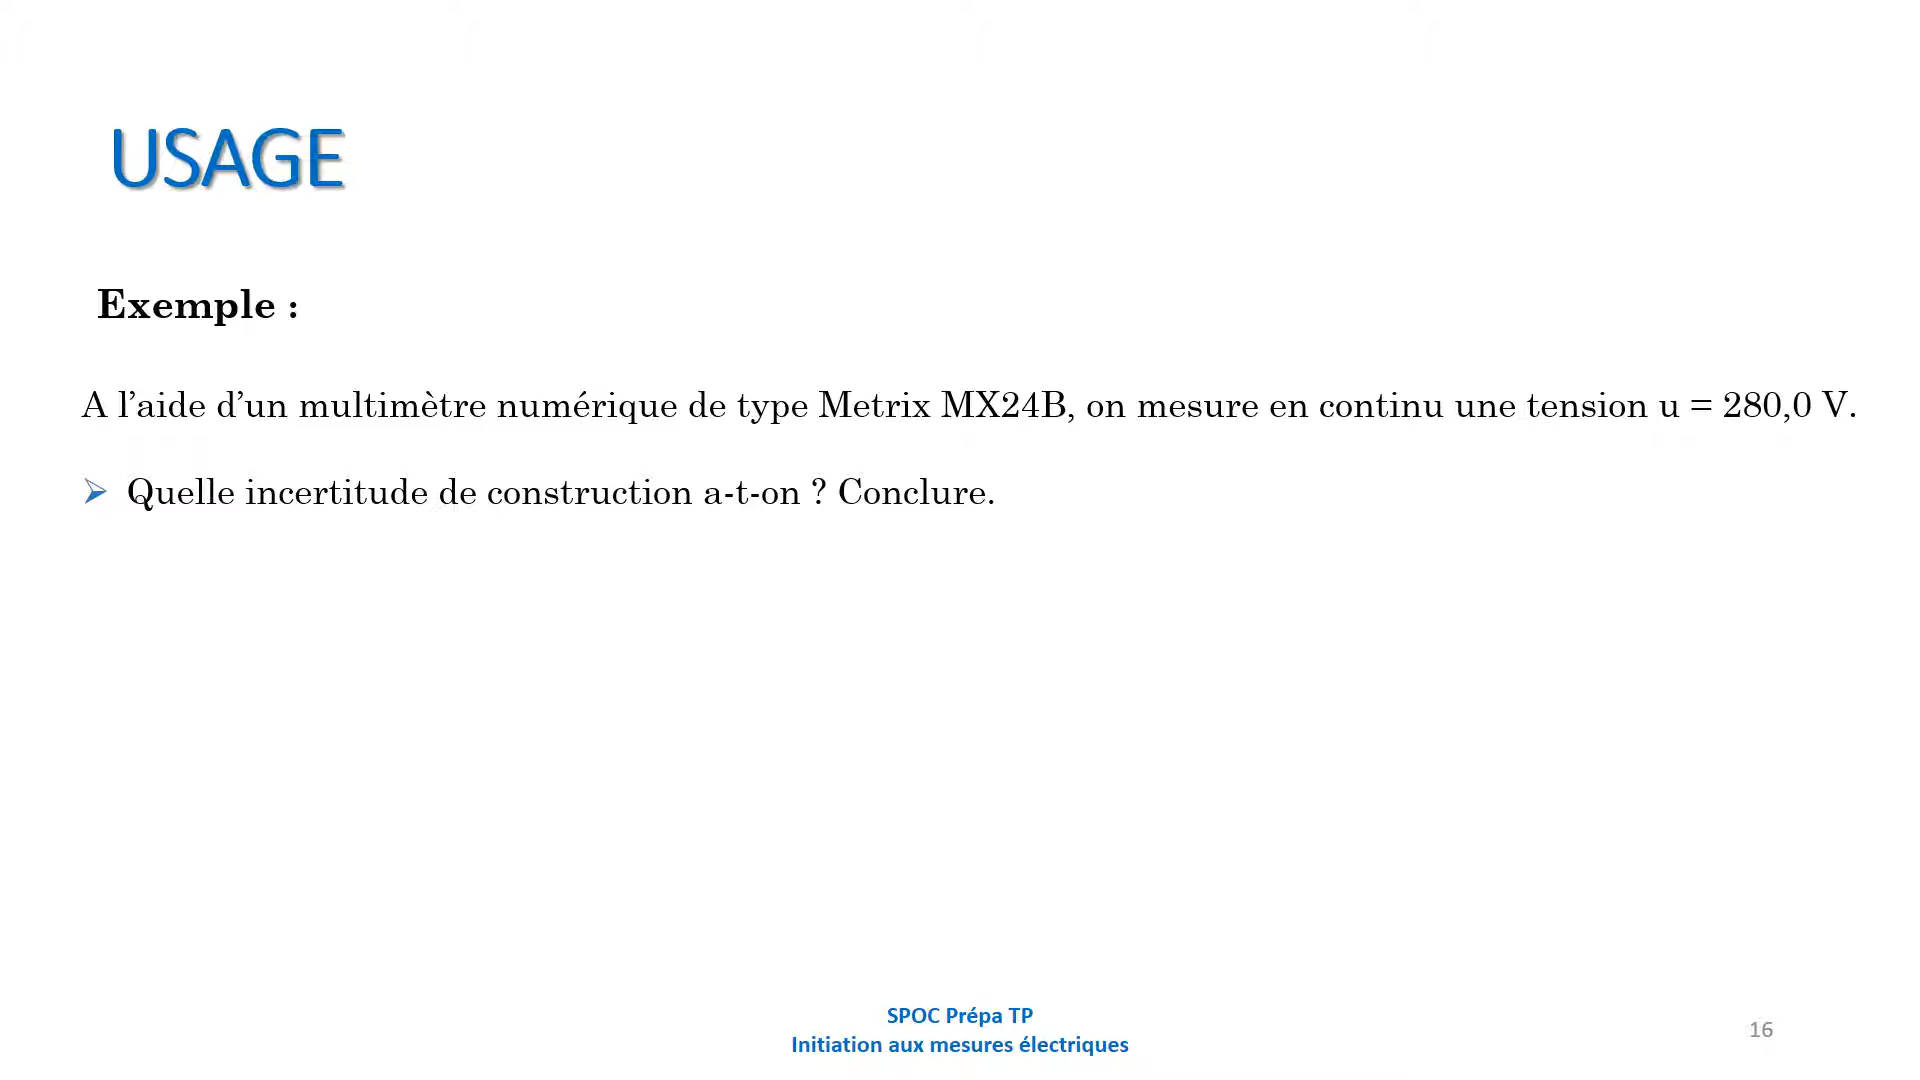 USAGE
Exemple :
A l’aide d’un multimètre numérique de type Metrix MX24B, on mesure en continu une tension u = 280,0 V.
➢ Quelle incertitude de construction a-t-on ? Conclure.
SPOC Prépa TP
Initiation aux mesures électriques
16